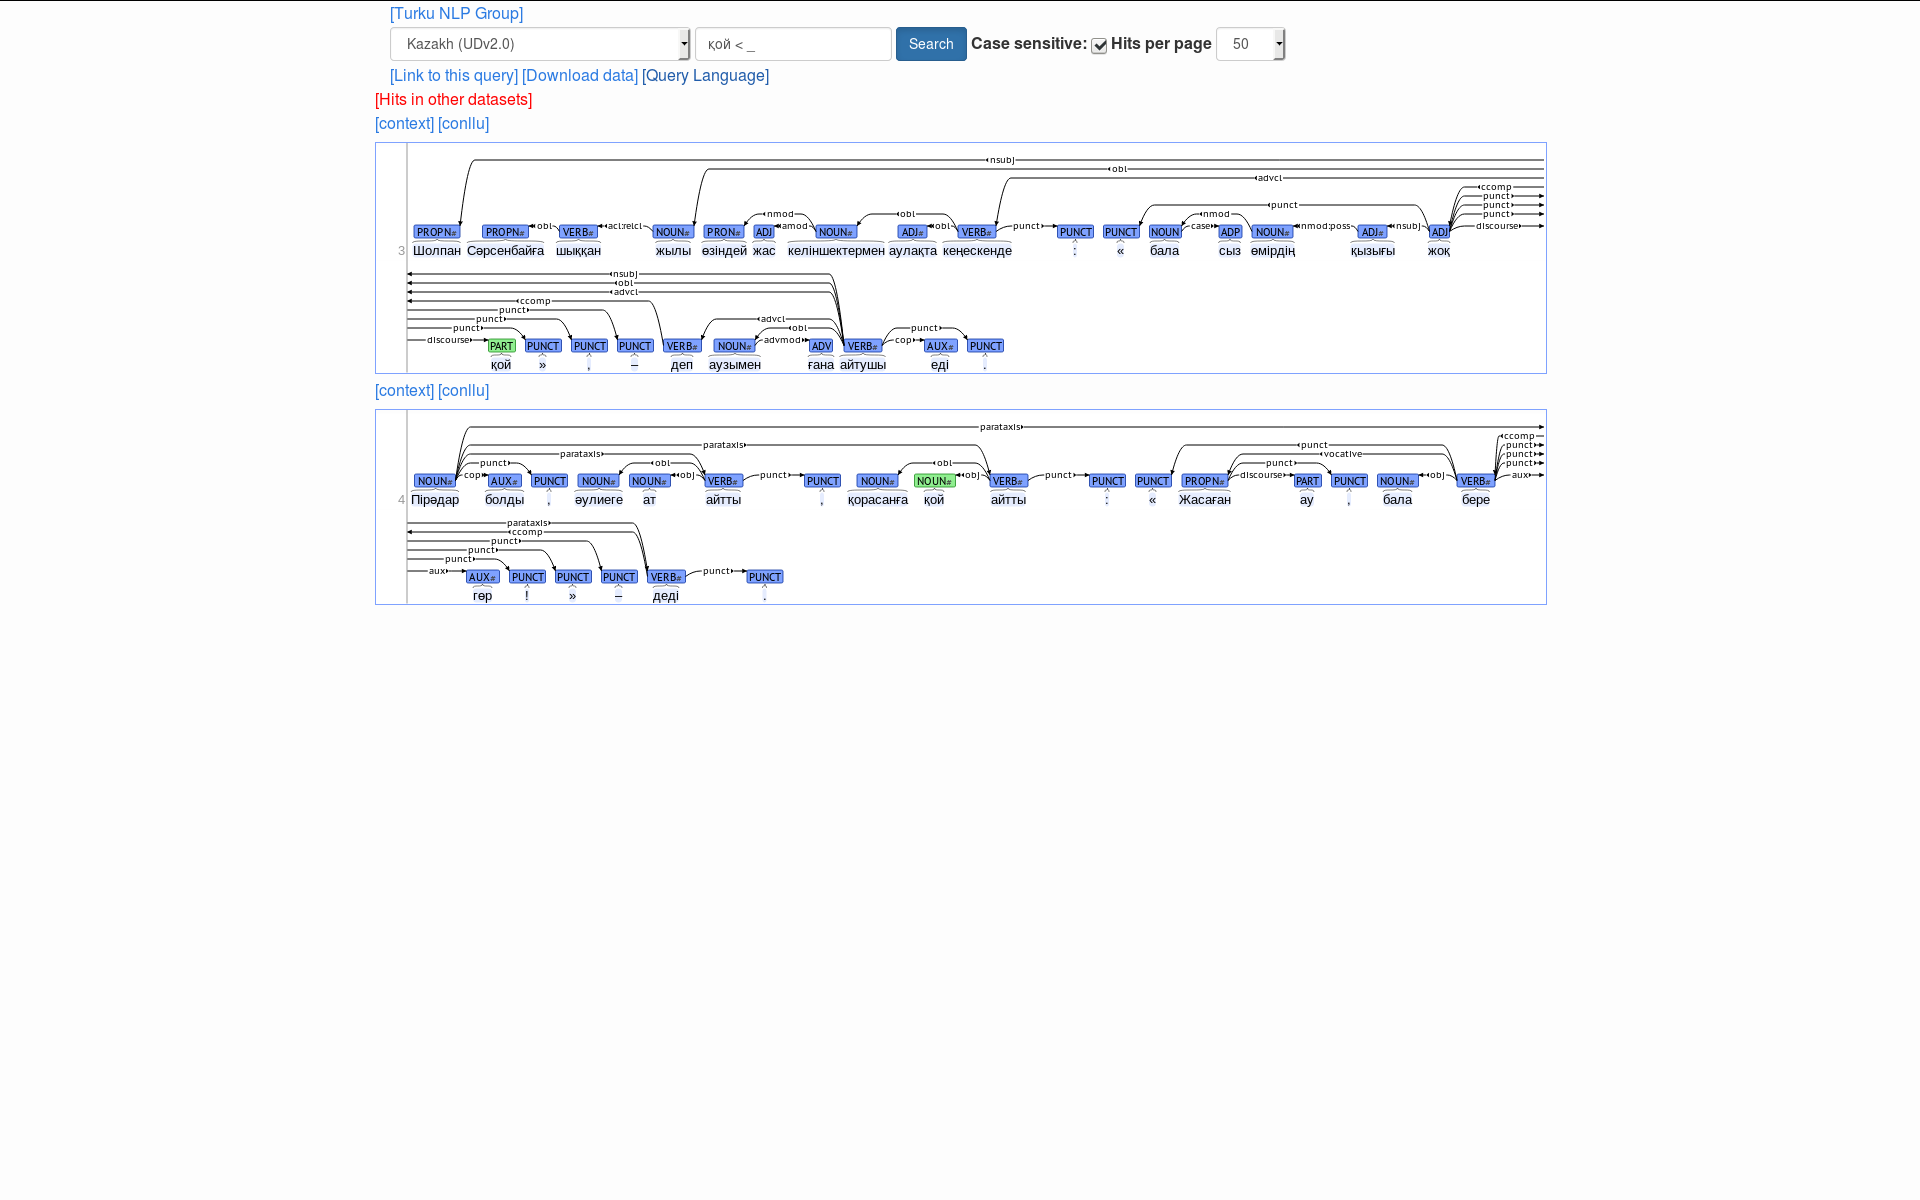 [Turku NLP Group]
Kazakh (UDv2.0) қой < _ Search Case sensitive: Hits per page 50
[Link to this query] [Download data] [Query Language]
[Hits in other datasets]
[context] [conllu]
nsubj
obl
advcl
ccomp
nmod obl punct punct
nmod punct
punct
obl acl:relcl amod obl punct case nmod:poss nsubj discourse
PROPN# PROPN# VERB# NOUN# PRON# ADJ NOUN# ADJ# VERB# PUNCT PUNCT NOUN ADP NOUN# ADJ# ADJ
3 Шолпан Сәрсенбайға шыққан жылы өзіндей жас келіншектермен аулақта кеңескенде : « бала сыз өмірдің қызығы жоқ
nsubj
obl
advcl
ccomp
punct
punct advcl
punct obl punct
discourse advmod cop
PART PUNCT PUNCT PUNCT VERB# NOUN# ADV VERB# AUX# PUNCT
қой » , – деп аузымен ғана айтушы еді .
[context] [conllu]
parataxis
ccomp
parataxis punct punct
parataxis vocative punct
punct obl obl punct punct
cop obj punct obj punct discourse obj aux
NOUN# AUX# PUNCT NOUN# NOUN# VERB# PUNCT NOUN# NOUN# VERB# PUNCT PUNCT PROPN# PART PUNCT NOUN# VERB#
4 Пірәдар болды , әулиеге ат айтты , қорасанға қой айтты : « Жасаған ау , бала бере
parataxis
ccomp
punct
punct
punct
aux punct
AUX# PUNCT PUNCT PUNCT VERB# PUNCT
гөр ! » – деді .